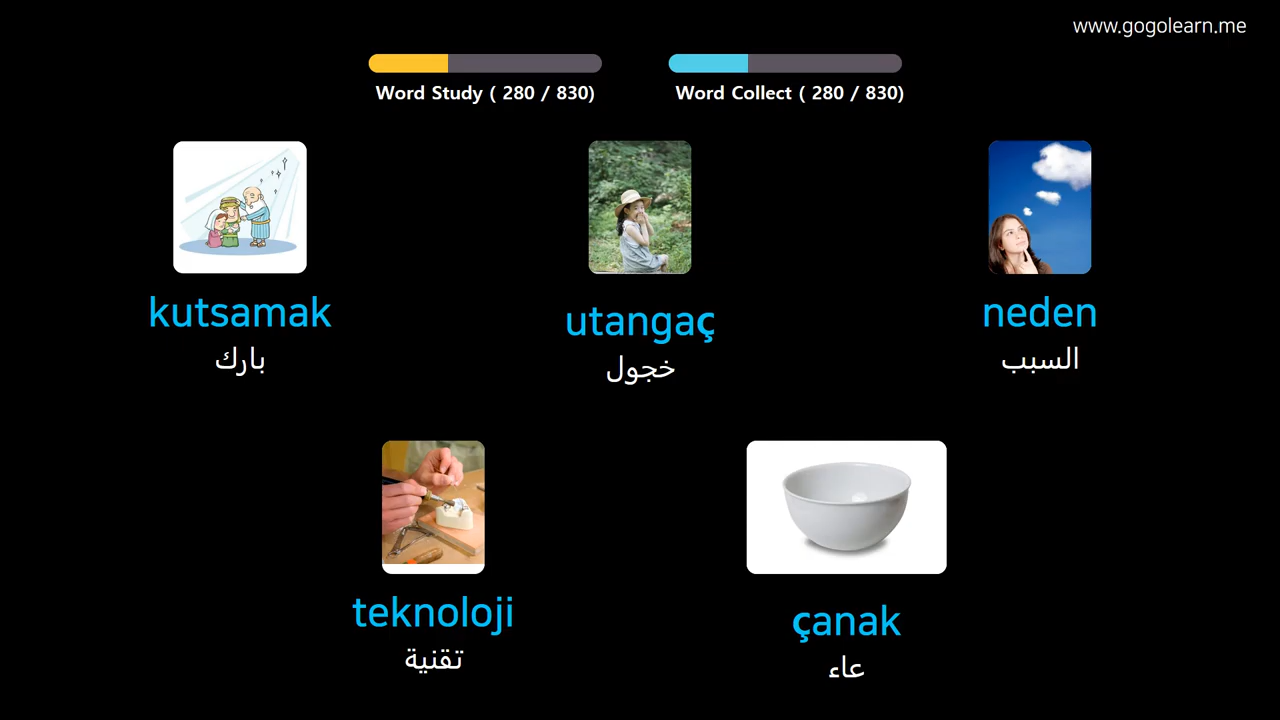 www.gogolearn.me
Word Study ( 280 / 830)
Word Collect ( 280 / 830)
kutsamak
بارك
utangaç
خجول
neden
السبب
teknoloji
تقنية
çanak
عاء